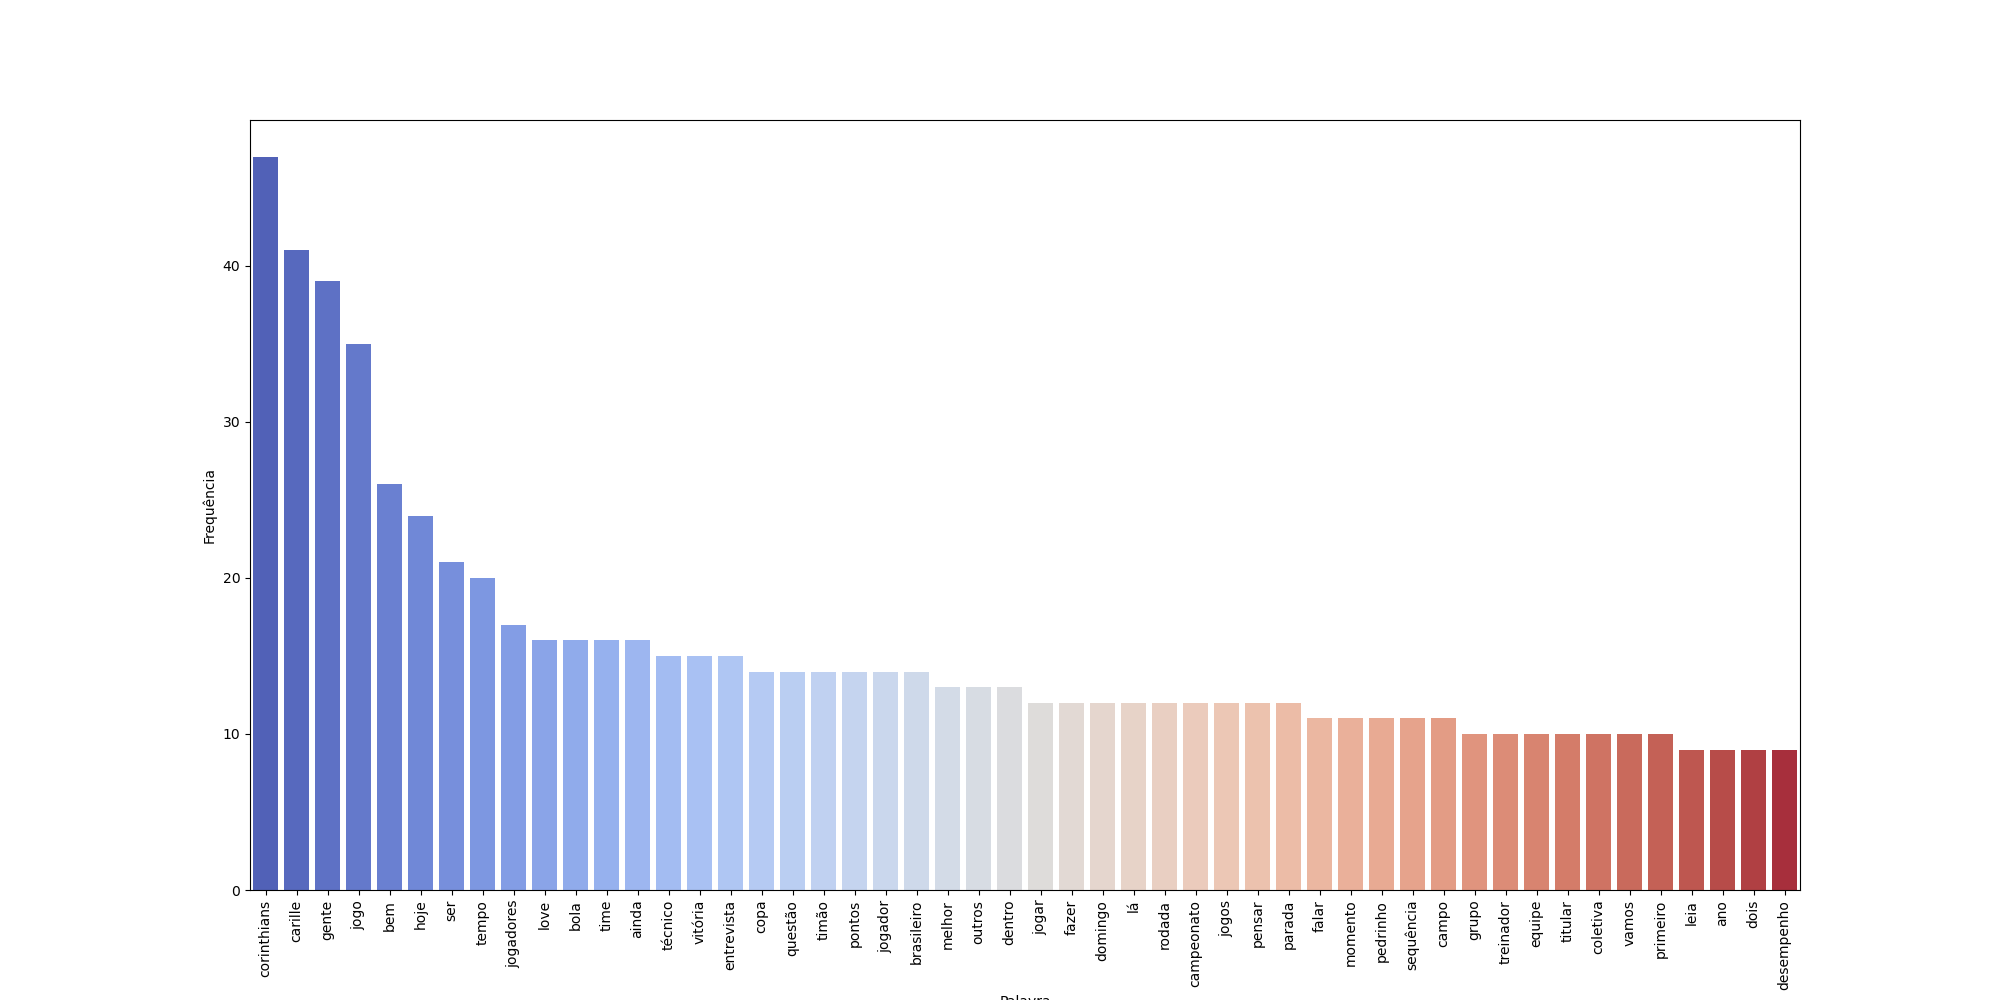 40
30
20
10
0
Frequência
corinthians
carille
gente
jogo
bem
hoje
ser
tempo
jogadores
love
bola
time
ainda
técnico
vitória
entrevista
copa
questão
timão
pontos
jogador
brasileiro
melhor
outros
dentro
jogar
fazer
domingo
lá
rodada
campeonato
jogos
pensar
parada
falar
momento
pedrinho
sequência
campo
grupo
treinador
equipe
titular
coletiva
vamos
primeiro
leia
ano
dois
desempenho
Palavra